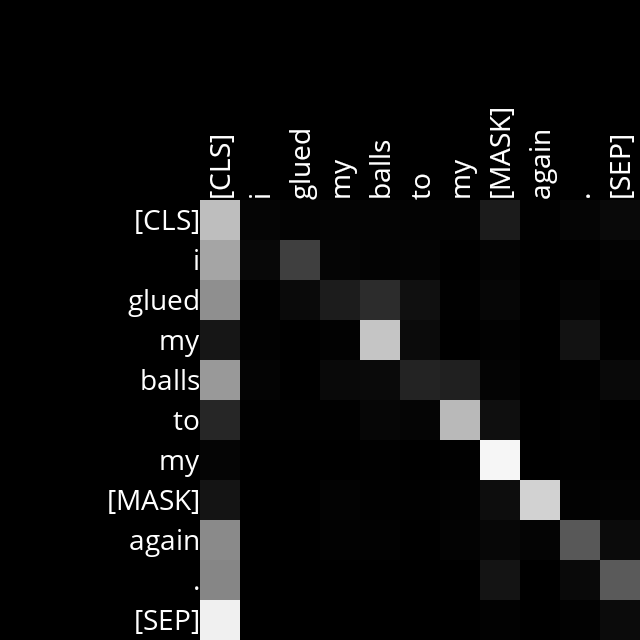 [CLS] i glued my balls to my [MASK] again . [SEP]
[CLS]
i
glued
my
balls
to
my
[MASK]
again
.
[SEP]